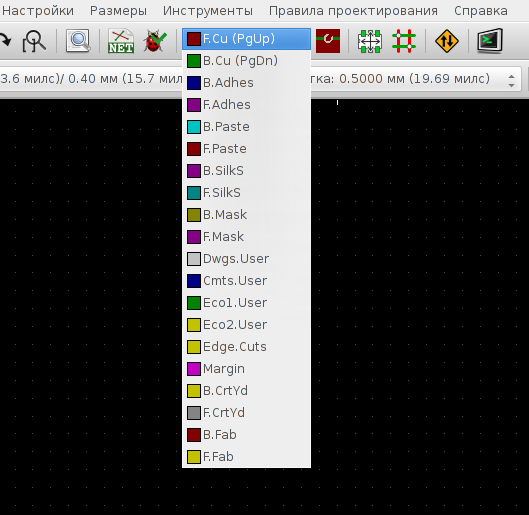 Настройки Размеры Инструменты Правила проектирования Справка
NET F.Cu (PgUp)
3.6 милс)/ 0.40 мм (15.7 мил B.Cu (PgDn) тка: 0.5000 мм (19.69 милс)
B.Adhes
F.Adhes
B.Paste
F.Paste
B.SilkS
F.SilkS
B.Mask
F.Mask
Dwgs.User
Cmts.User
Eco1.User
Eco2.User
Edge.Cuts
Margin
B.CrtYd
F.CrtYd
B.Fab
F.Fab